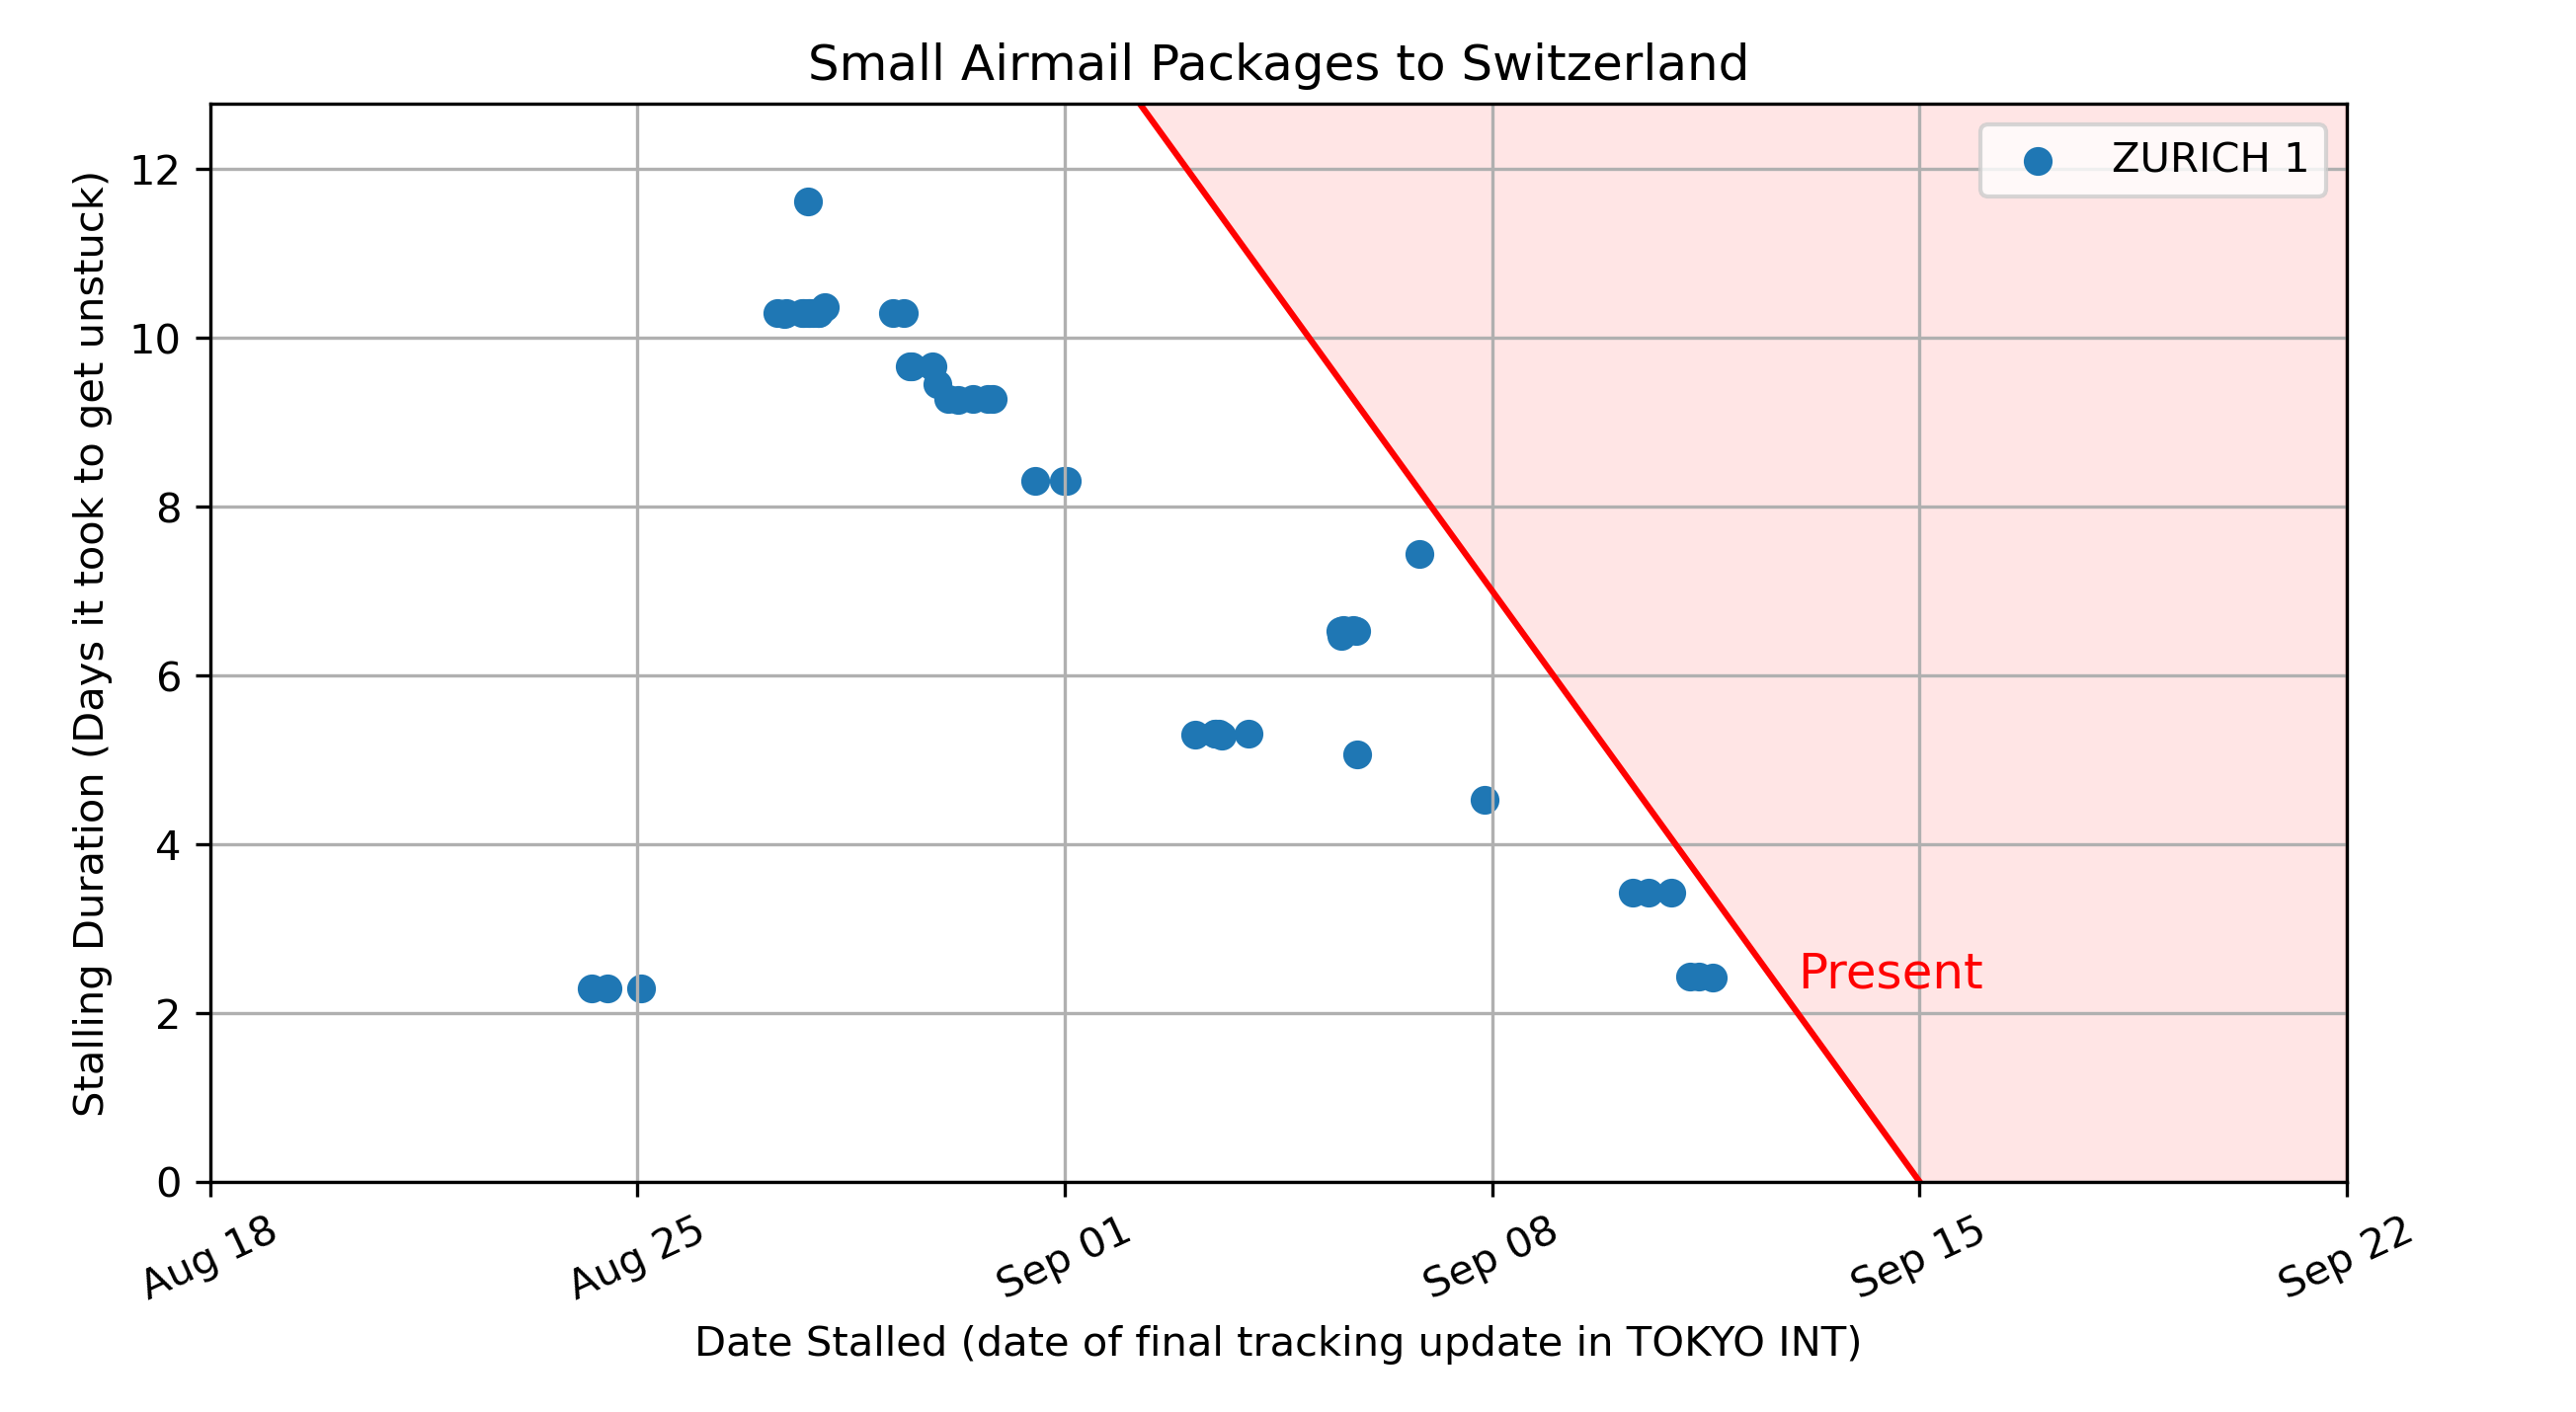 Small Airmail Packages to Switzerland
ZURICH 1
Stalling Duration (Days it took to get unstuck)
12
10
8
6
4
2
0
Present
Aug 18
Aug 25
Sep 01
Sep 08
Sep 15
Sep 22
Date Stalled (date of final tracking update in TOKYO INT)